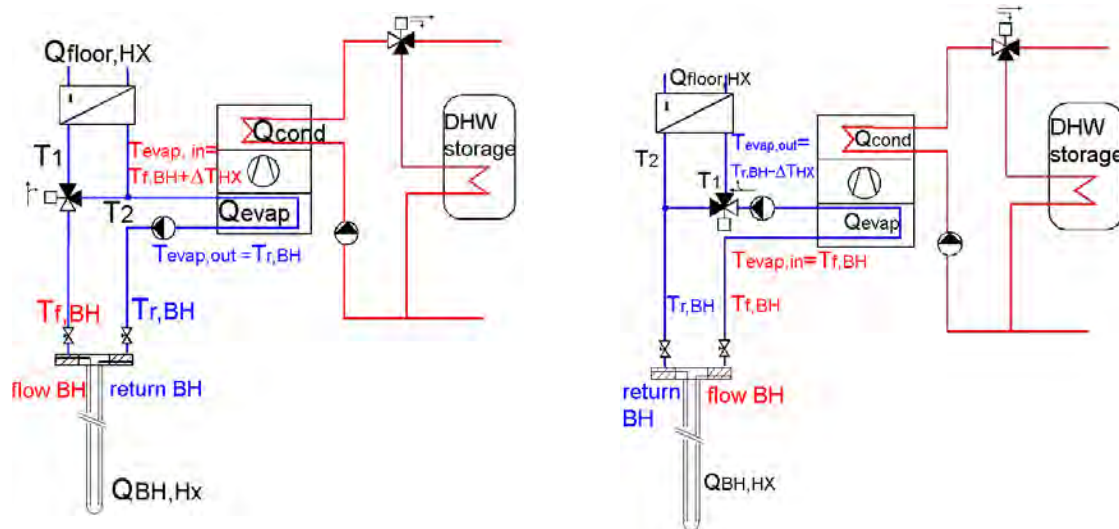 Qfloor,HX
T1
Tevap, in=
Tf,BH+ΔTHX
T2
Qcond
Qevap
Tevap,out =Tr,BH
DHW
storage
Tf,BH
Tr,BH
flow BH
return BH
QBH,Hx
Qfloor,HX
T2
T1
Tevap,out=
Tr,BH-ΔTHX
Qcond
Qevap
Tevap,in=Tf,BH
DHW
storage
Tr,BH
Tf,BH
return
BH
flow BH
QBH,HX